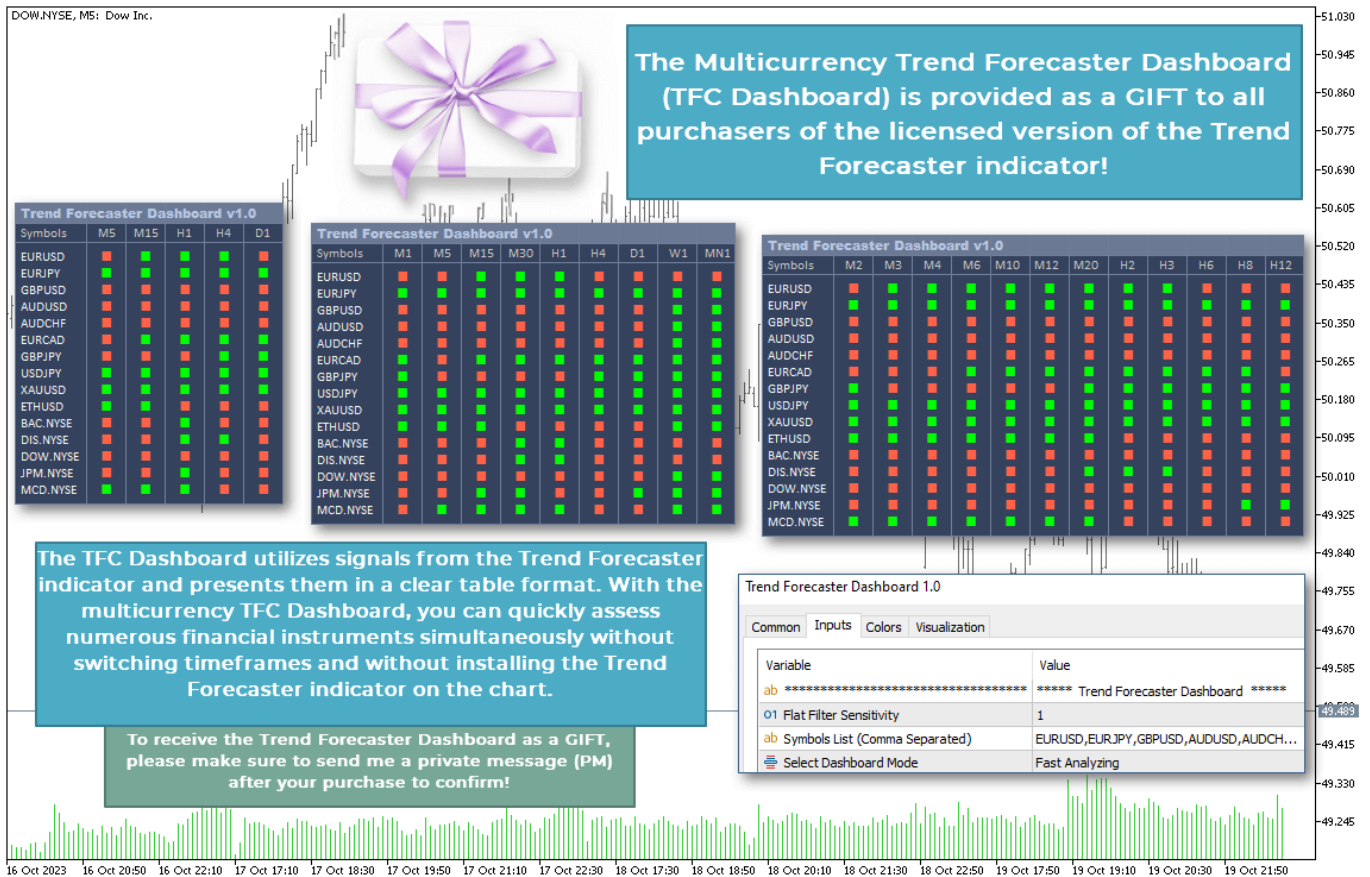 DOW.NYSE, M5: Dow Inc.
The Multicurrency Trend Forecaster Dashboard
(TFC Dashboard) is provided as a GIFT to all
purchasers of the licensed version of the Trend
Forecaster indicator!
Trend Forecaster Dashboard v1.0
Symbols M5 M15 H1 H4 D1
EURUSD
EURJPY
GBPUSD
AUDUSD
AUDCHF
EURCAD
GBPJPY
USDJPY
XAUUSD
ETHUSD
BAC.NYSE
DIS.NYSE
DOW.NYSE
JPM.NYSE
MCD.NYSE
Trend Forecaster Dashboard v1.0
Symbols M1 M5 M15 M30 H1 H4 D1 W1 MN1
EURUSD
EURJPY
GBPUSD
AUDUSD
AUDCHF
EURCAD
GBPJPY
USDJPY
XAUUSD
ETHUSD
BAC.NYSE
DIS.NYSE
DOW.NYSE
JPM.NYSE
MCD.NYSE
Trend Forecaster Dashboard v1.0
Symbols M2 M3 M4 M6 M10 M12 M20 H2 H3 H6 H8 H12
EURUSD
EURJPY
GBPUSD
AUDUSD
AUDCHF
EURCAD
GBPJPY
USDJPY
XAUUSD
ETHUSD
BAC.NYSE
DIS.NYSE
DOW.NYSE
JPM.NYSE
MCD.NYSE
The TFC Dashboard utilizes signals from the Trend Forecaster
indicator and presents them in a clear table format. With the
multicurrency TFC Dashboard, you can quickly assess
numerous financial instruments simultaneously without
switching timeframes and without installing the Trend
Forecaster indicator on the chart.
To receive the Trend Forecaster Dashboard as a GIFT,
please make sure to send me a private message (PM)
after your purchase to confirm!
Trend Forecaster Dashboard 1.0
Common Inputs Colors Visualization
Variable Value
ab ********************************** ***** Trend Forecaster Dashboard *****
01 Flat Filter Sensitivity 1
ab Symbols List (Comma Separated) EURUSD,EURJPY,GBPUSD,AUDUSD,AUDCH...
Select Dashboard Mode Fast Analyzing
51.030
50.945
50.860
50.775
50.690
50.605
50.520
50.435
50.350
50.265
50.180
50.095
50.010
49.925
49.840
49.755
49.670
49.585
49.489
49.415
49.330
49.245
16 Oct 2023 16 Oct 20:50 16 Oct 22:10 17 Oct 17:10 17 Oct 18:30 17 Oct 19:50 17 Oct 21:10 17 Oct 22:30 18 Oct 17:30 18 Oct 18:50 18 Oct 20:10 18 Oct 21:30 18 Oct 22:50 19 Oct 17:50 19 Oct 19:10 19 Oct 20:30 19 Oct 21:50